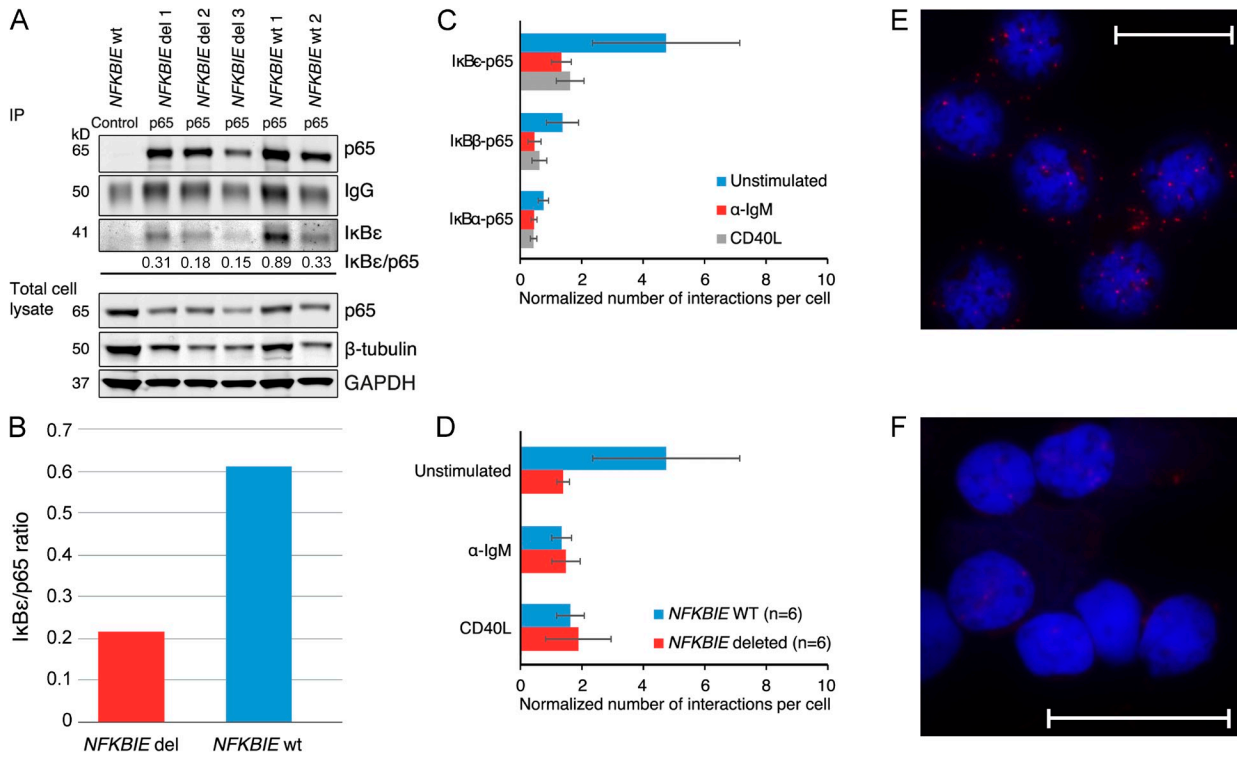 A
NFKBIE wt
NFKBIE del 1
NFKBIE del 2
NFKBIE del 3
NFKBIE wt 1
NFKBIE wt 2
IP
Control p65 p65 p65 p65 p65
kD
65 p65
50 IgG
41 IκBε
0.31 0.18 0.15 0.89 0.33 IκBε/p65
Total cell
lysate
65 p65
50 β-tubulin
37 GAPDH
B
IκBε/p65 ratio
0.7
0.6
0.5
0.4
0.3
0.2
0.1
0
NFKBIE del NFKBIE wt
C
IκBε-p65
IκBβ-p65
IκBα-p65
Unstimulated
α-IgM
CD40L
0 2 4 6 8 10
Normalized number of interactions per cell
D
Unstimulated
α-IgM
CD40L
NFKBIE WT (n=6)
NFKBIE deleted (n=6)
0 2 4 6 8 10
Normalized number of interactions per cell
E
F